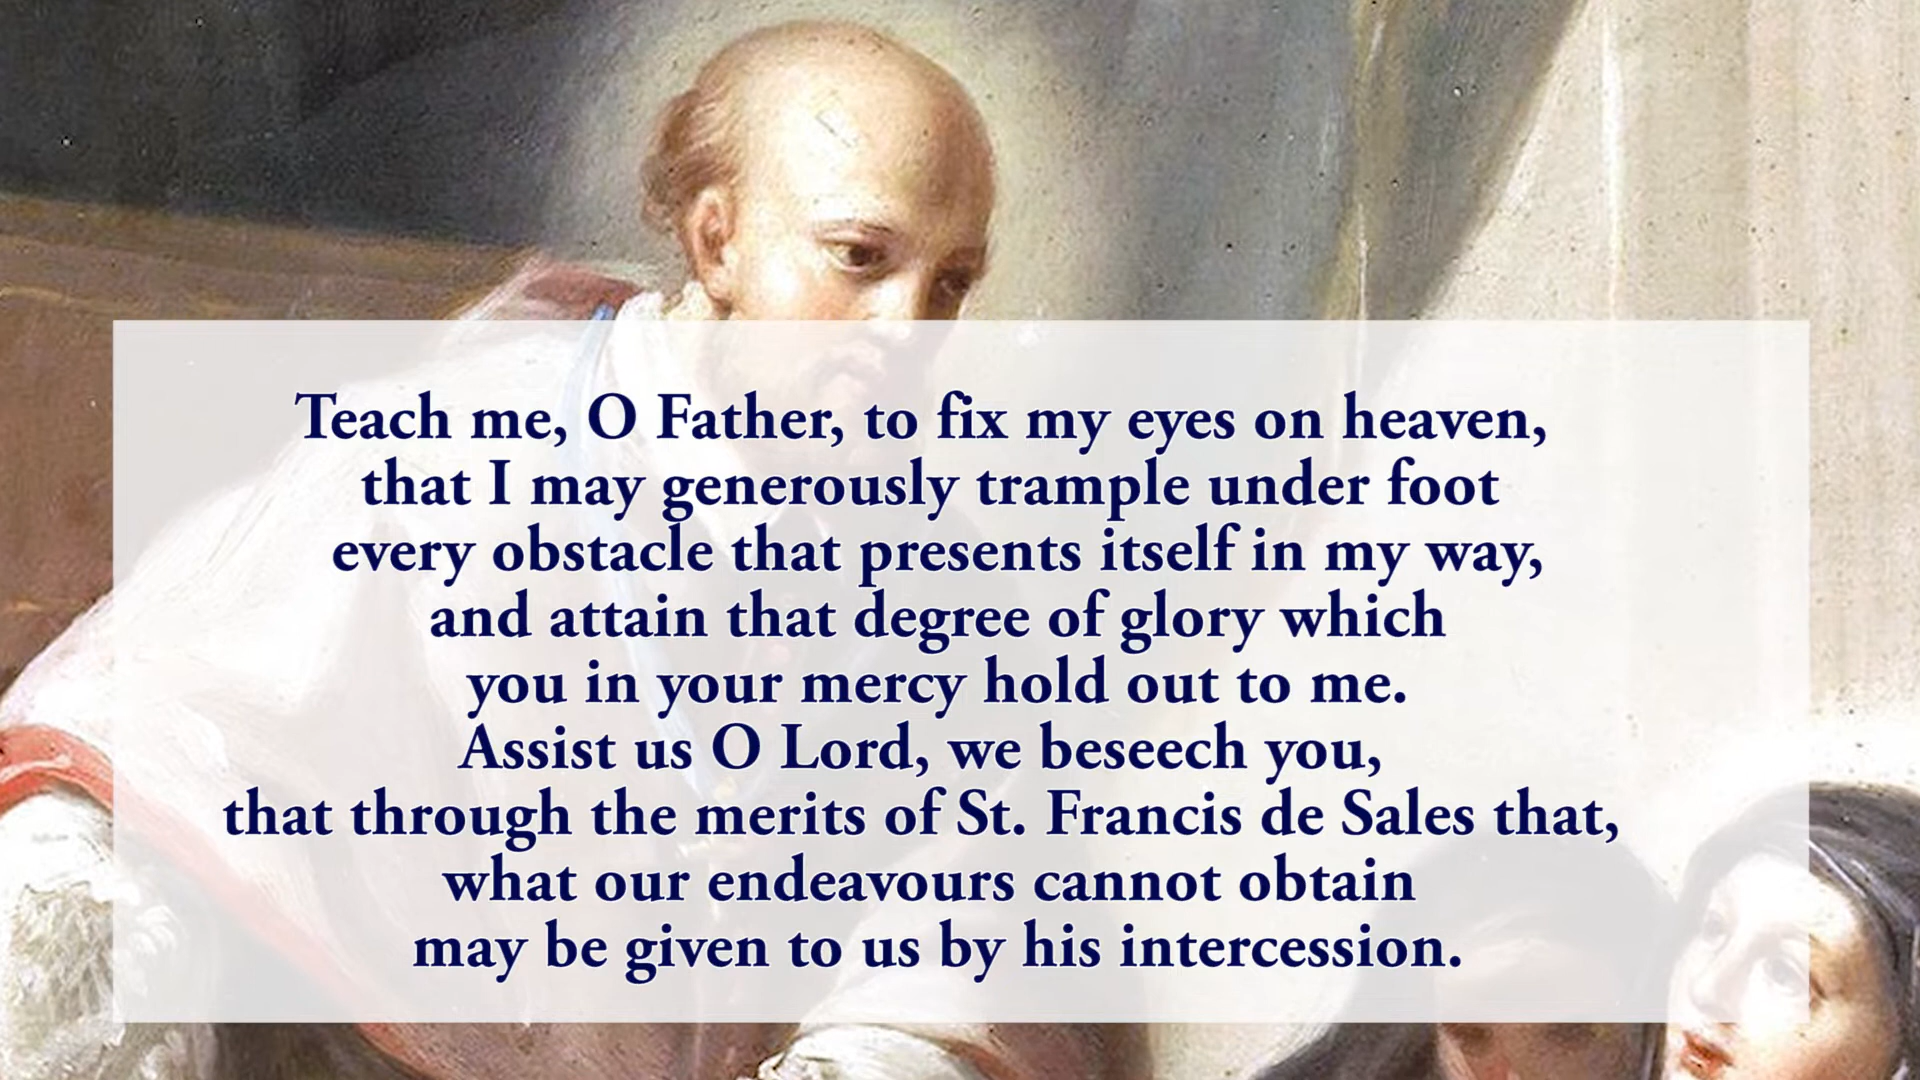 Teach me, O Father, to fix my eyes on heaven,
that I may generously trample under foot
every obstacle that presents itself in my way,
and attain that degree of glory which
you in your mercy hold out to me.
Assist us O Lord, we beseech you,
that through the merits of St. Francis de Sales that,
what our endeavours cannot obtain
may be given to us by his intercession.